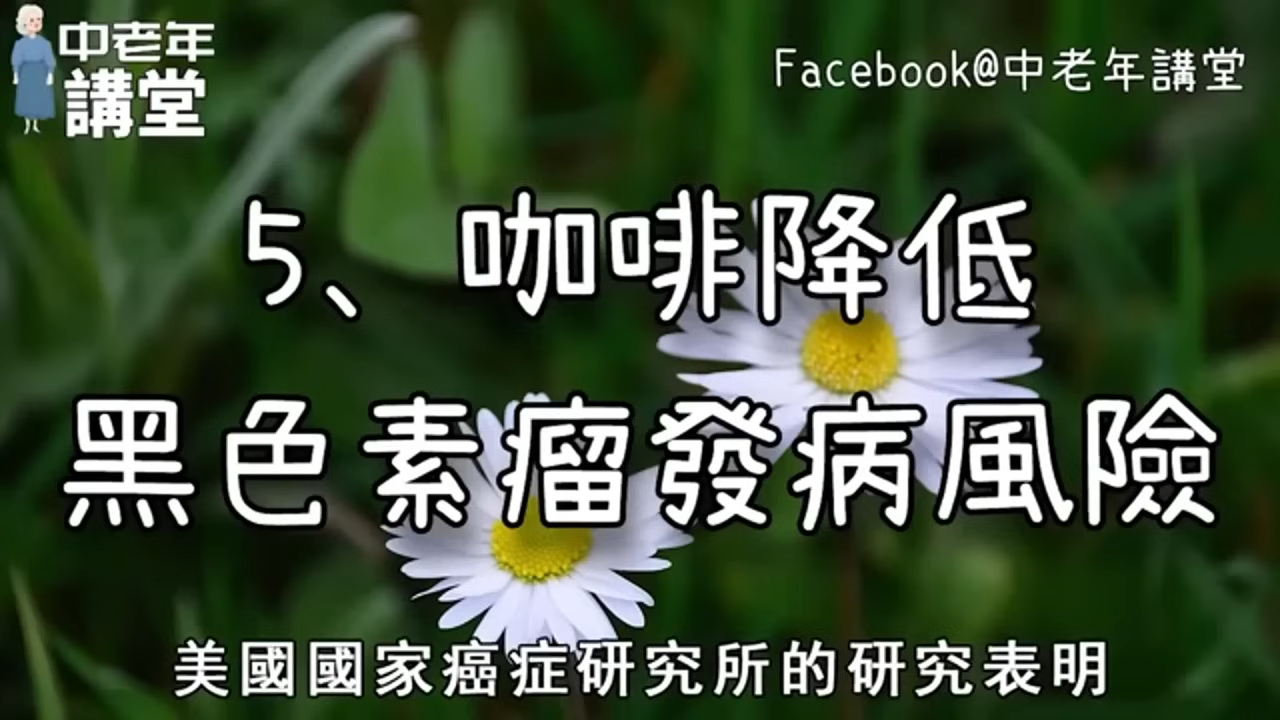 中老年
講堂
Facebook@中老年講堂
5、咖啡降低
黑色素瘤發病風險
美國國家癌症研究所的研究表明